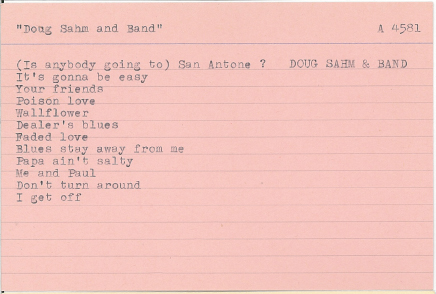 "Doug Sahm and Band" A 4581
(Is anybody going to) San Antone ? DOUG SAHM & BAND
It's gonna be easy
Your friends
Poison love
Wallflower
Dealer's blues
Faded love
Blues stay away from me
Papa ain't salty
Me and Paul
Don't turn around
I get off